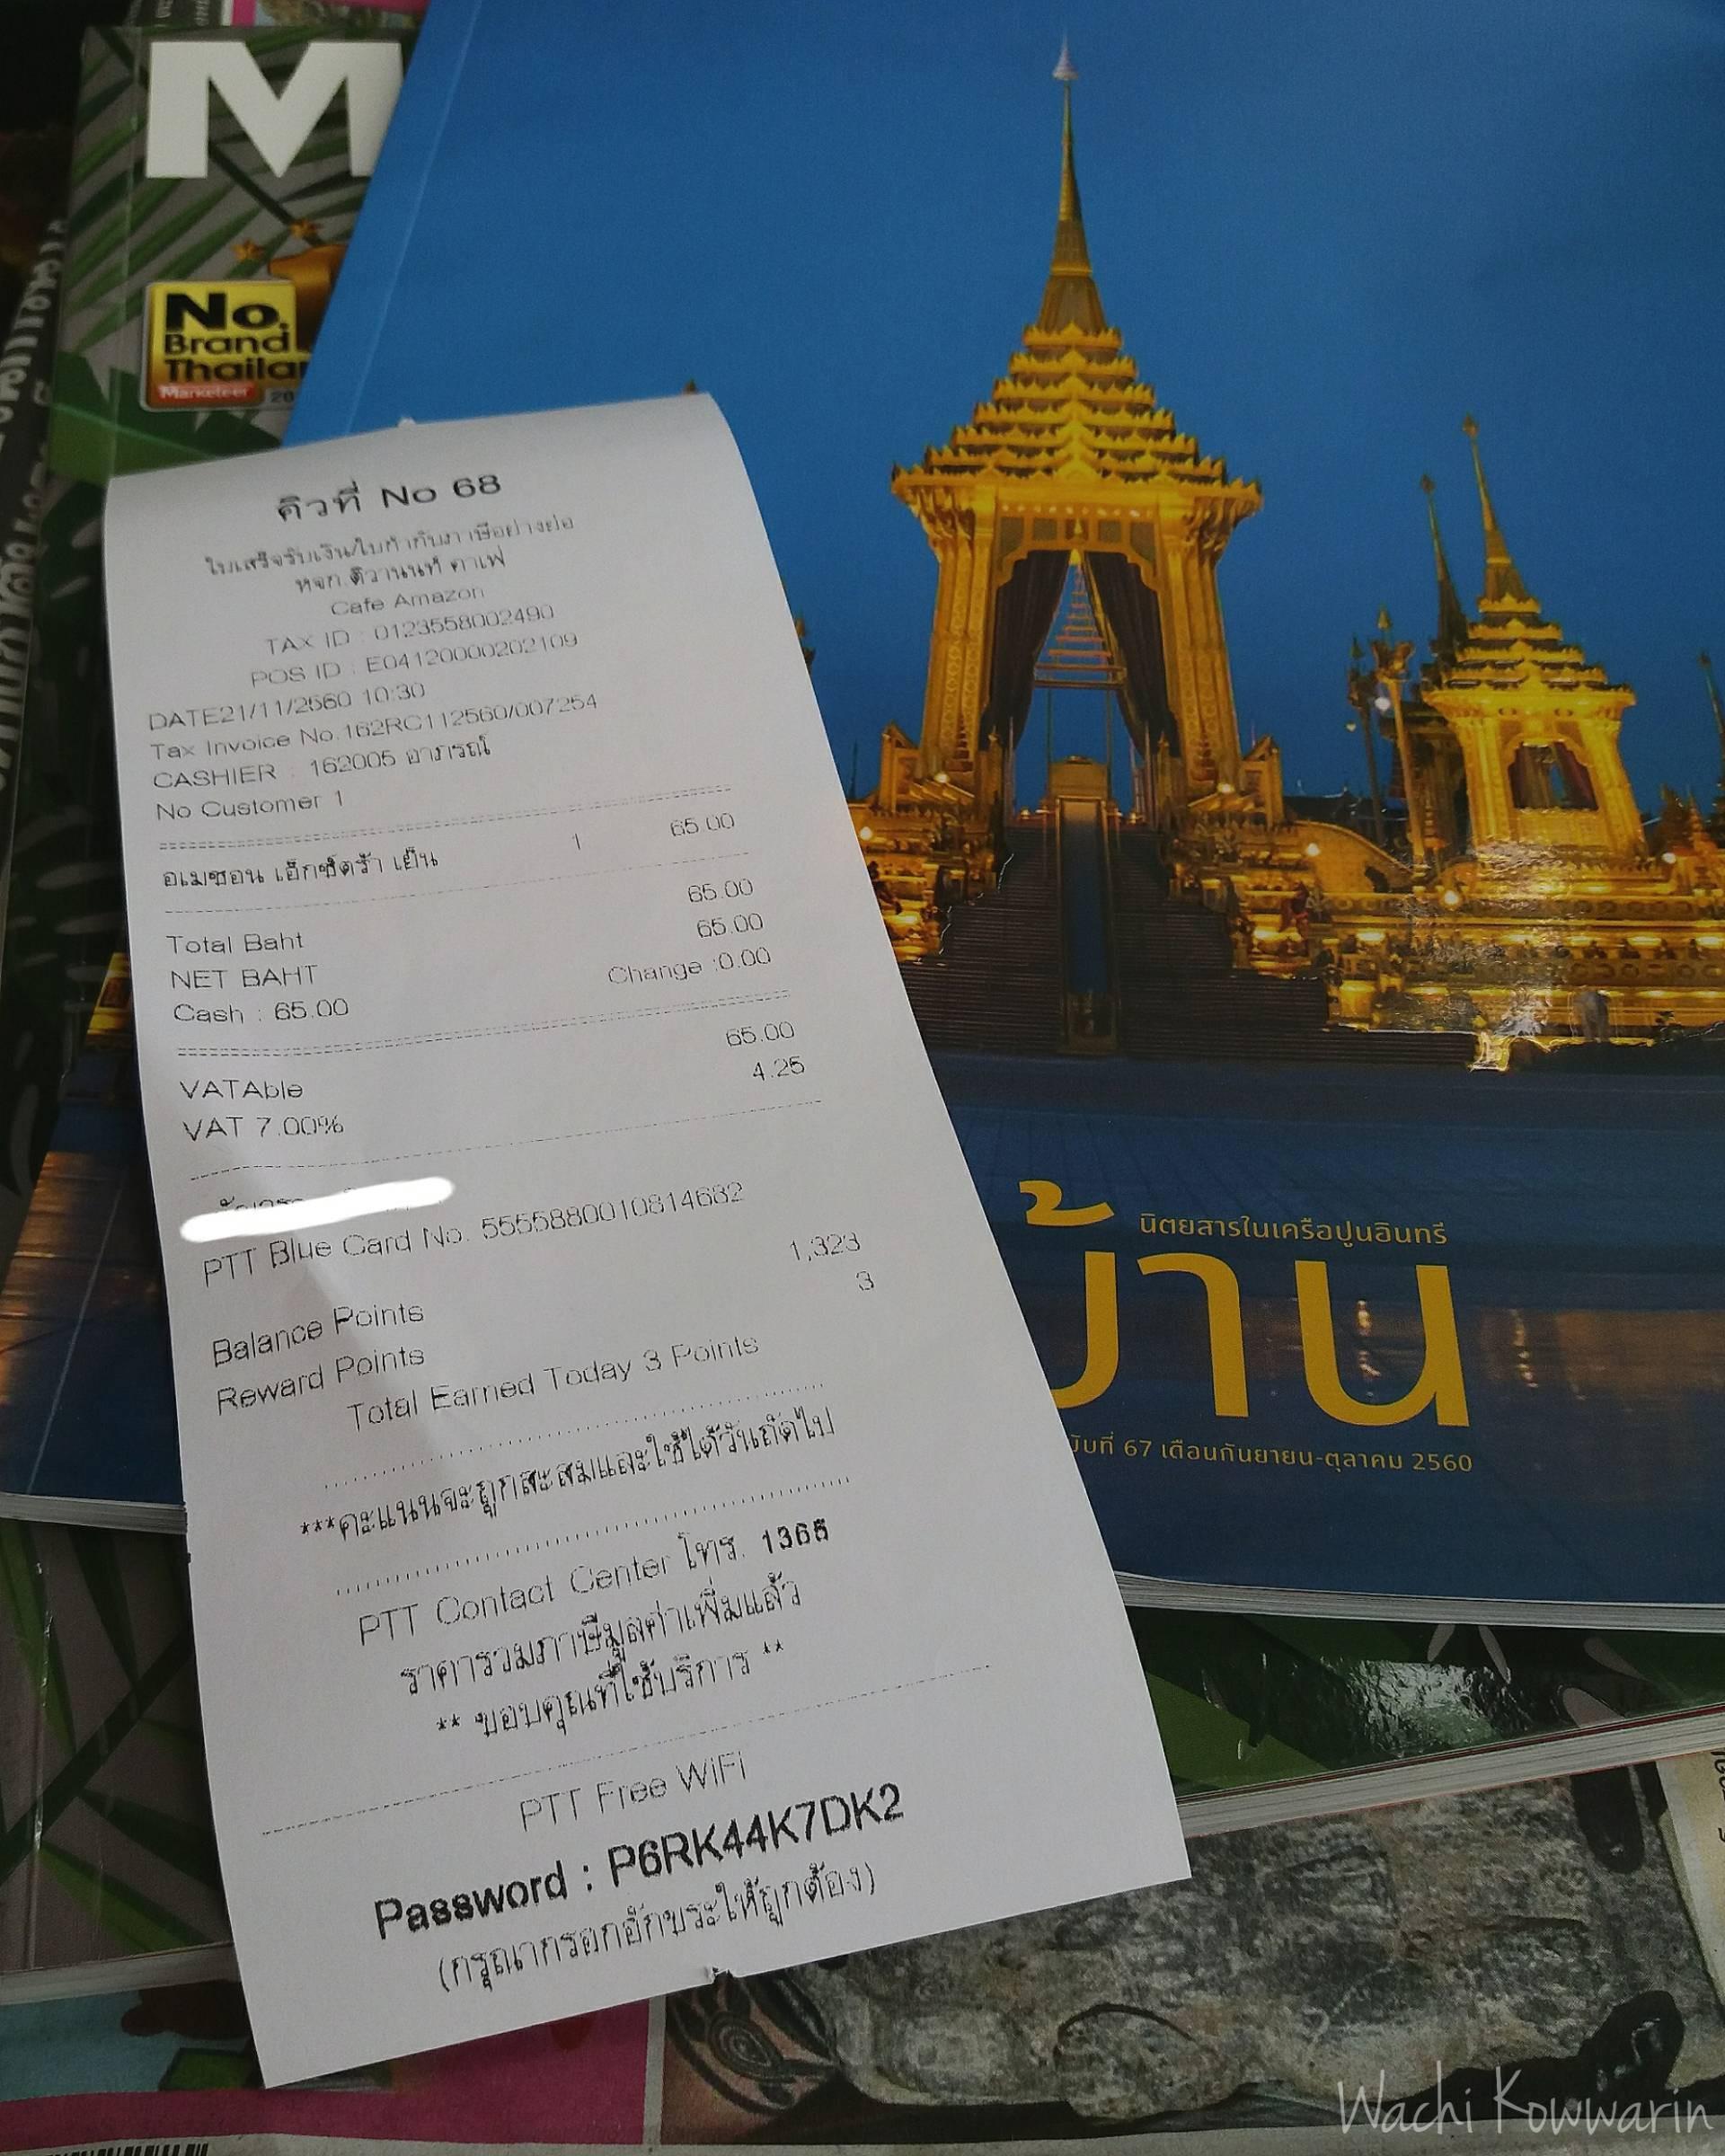 M
No.
Brand
Thailan
Marketeer 20
คิวที่ No 68
ใบเสร็จรับเงิน/ใบกำกับภาษีอย่างย่อ
หจก.ติวานนท์ คาเฟ่
Cafe Amazon
TAX ID : 0123558002490
POS ID : E04120000202109
DATE21/11/2560 10:30
Tax Invoice No.162RC112560/007254
CASHIER : 162005 อาภรณ์
No Customer 1
อเมซอน เอ็กซ์ตร้า เย็น 1 65.00
Total Baht 65.00
NET BAHT 65.00
Cash : 65.00 Change :0.00
VATAble 65.00
VAT 7.00% 4.25
PTT Blue Card No. 5555880010814682
Balance Points 1,323
Reward Points 3
Total Earned Today 3 Points
***คะแนนจะถูกสะสมและใช้ได้วันถัดไป
PTT Contact Center โทร. 1365
ราคารวมภาษีมูลค่าเพิ่มแล้ว
** ขอบคุณที่ใช้บริการ **
PTT Free WiFi
Password : P6RK44K7DK2
(กรุณากรอกอักขระให้ถูกต้อง)
นิตยสารในเครือปูนอินทรี
บ้าน
ฉบับที่ 67 เดือนกันยายน-ตุลาคม 2560
Wachi Kowwarin